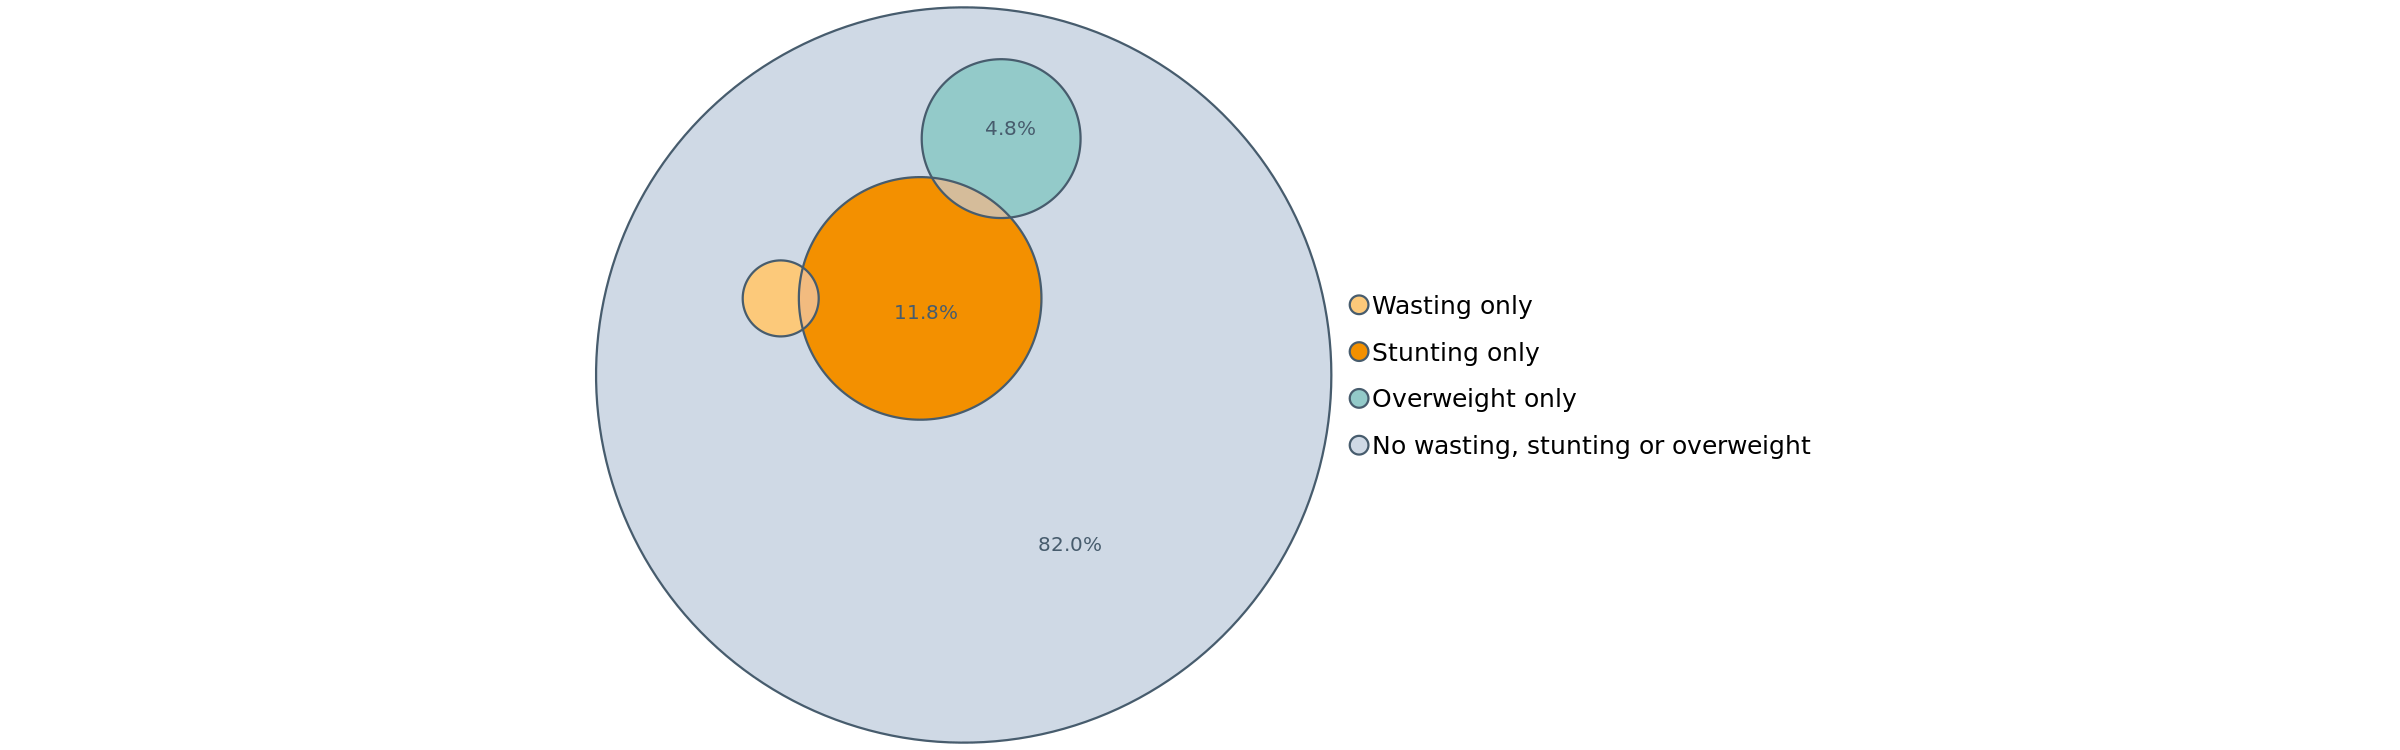 4.8%
11.8%
82.0%
Wasting only
Stunting only
Overweight only
No wasting, stunting or overweight